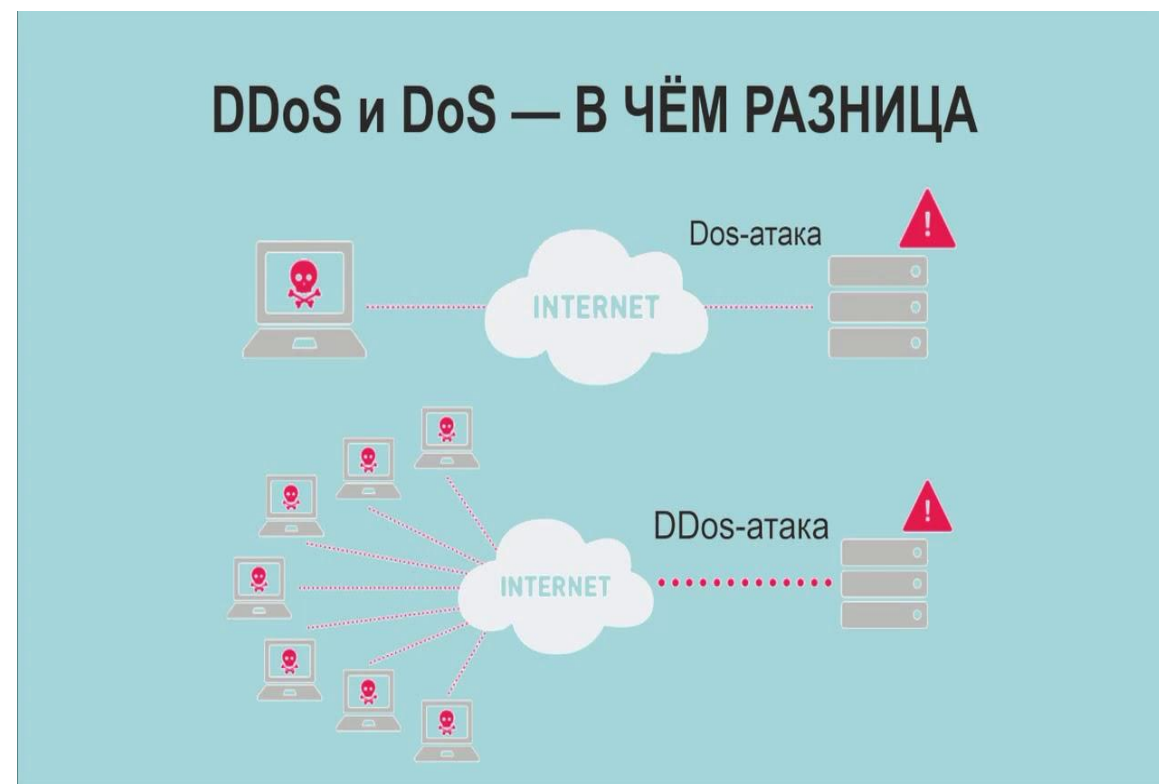 DDoS и DoS — В ЧЁМ РАЗНИЦА
Dos-атака
INTERNET
DDos-атака
INTERNET